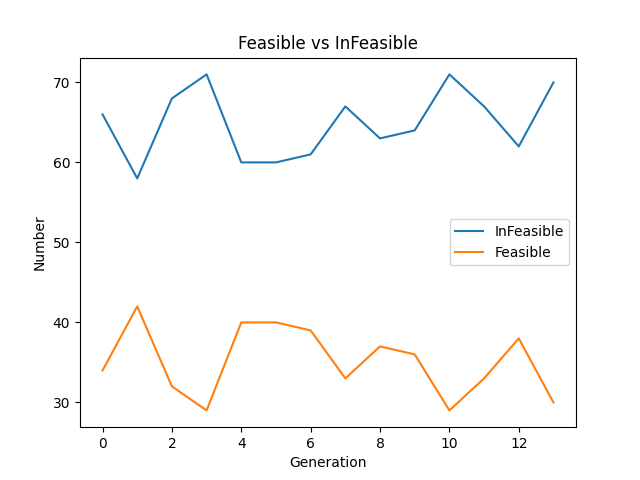 Feasible vs InFeasible
70
60
50
40
30
Number
InFeasible
Feasible
0 2 4 6 8 10 12
Generation